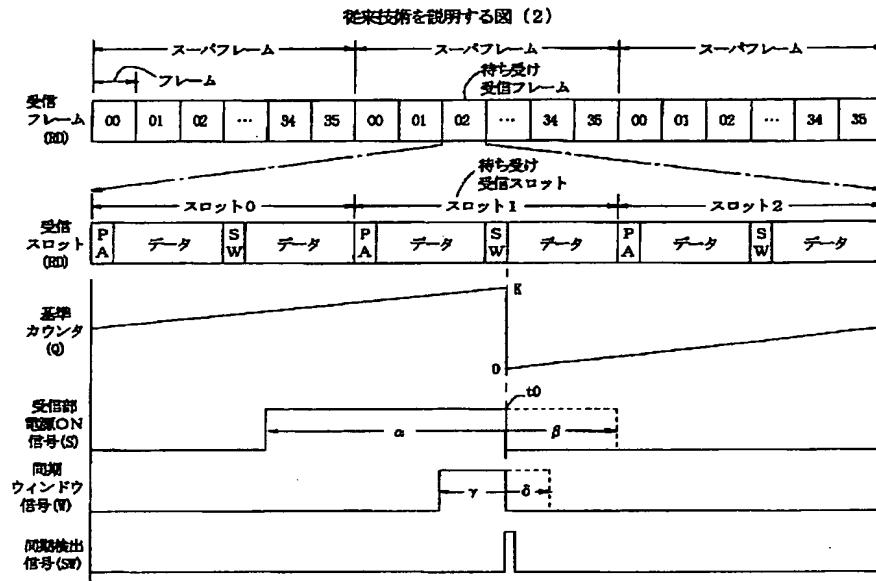 従来技術を説明する図 (2)
スーパフレーム スーパフレーム スーパフレーム
フレーム
待ち受け
受信フレーム
受信
フレーム
(RD)
00 01 02 … 34 35 00 01 02 … 34 35 00 01 02 … 34 35
待ち受け
受信スロット
スロット0 スロット1 スロット2
受信
スロット
(RD)
PA データ SW データ PA データ SW データ PA データ SW データ
基準
カウンタ
(Q)
K
0
t0
受信部
電源ON
信号(S)
α β
同期
ウィンドウ
信号(W)
γ δ
同期検出
信号(SW)